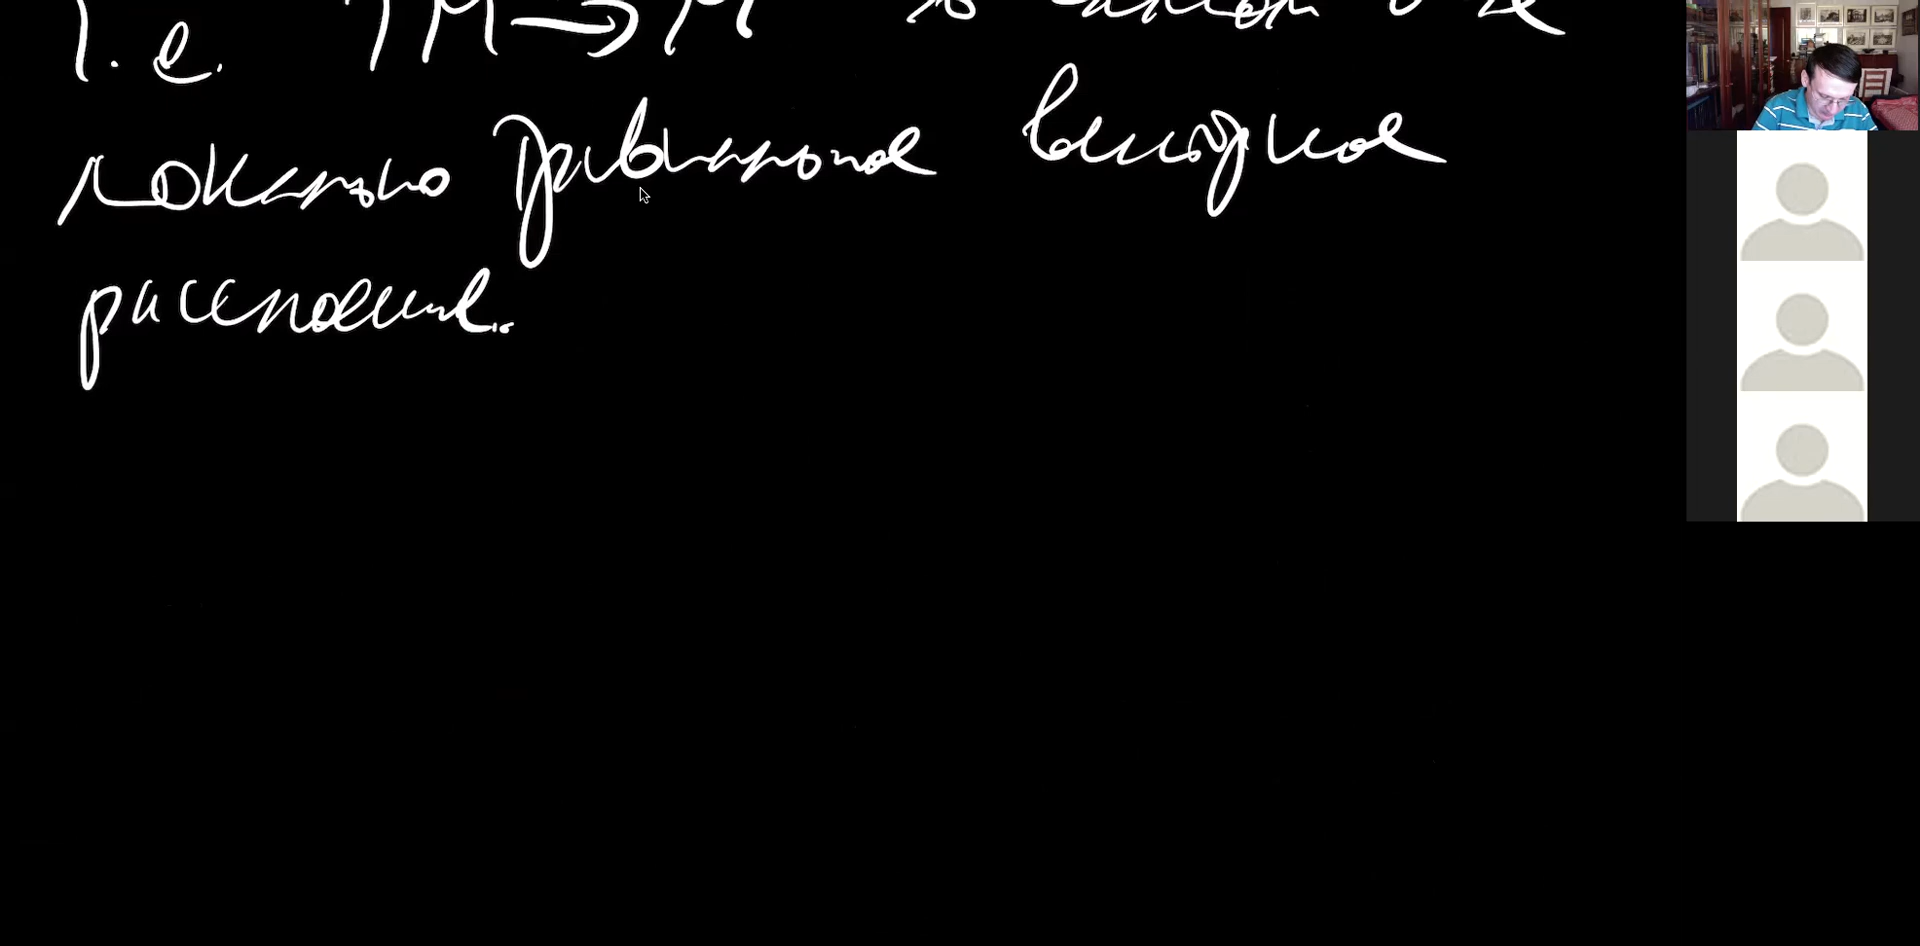 Т. е. TM → M
локально тривиальное векторное
расслоение.